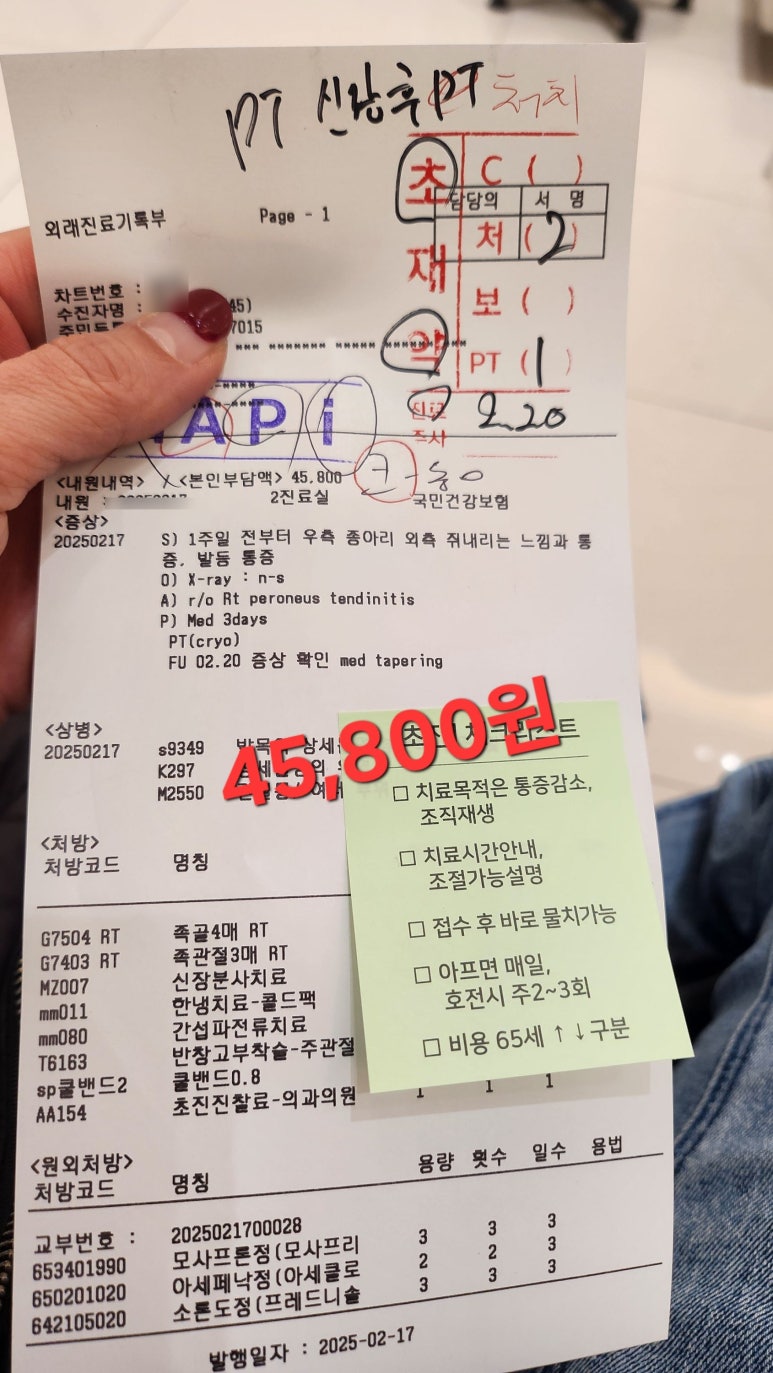 PT 신장후 PT 처치
초 C ( )
담당의 서 명
외래진료기록부 Page - 1
재 처 (2)
차트번호 :
수진자명 : 45)
7015
보 ( )
약 PT (1)
진료 2.20
주사
APi
<내원내역> <본인부담액> 45,800
내원 : 2진료실 국민건강보험
<증상>
20250217 S) 1주일 전부터 우측 종아리 외측 쥐내리는 느낌과 통
증, 발등 통증
O) X-ray : n-s
A) r/o Rt peroneus tendinitis
P) Med 3days
PT(cryo)
FU 02.20 증상 확인 med tapering
45,800원
<상병>
20250217 s9349
K297
M2550
초진 체크리스트
□ 치료목적은 통증감소,
조직재생
□ 치료시간안내,
조절가능설명
□ 접수 후 바로 물치가능
□ 아프면 매일,
호전시 주2~3회
□ 비용 65세 ↑ ↓ 구분
<처방>
처방코드 명칭
G7504 RT 족골4매 RT
G7403 RT 족관절3매 RT
MZ007 신장분사치료
mm011 한냉치료-콜드팩
mm080 간섭파전류치료
T6163 반창고부착술-주관절
sp쿨밴드2 쿨밴드0.8
AA154 초진진찰료-의과의원 1 1 1
<원외처방> 용량 횟수 일수 용법
처방코드 명칭
교부번호 : 2025021700028
653401990 모사프론정(모사프리 3 3 3
650201020 아세페낙정(아세클로 2 2 3
642105020 소론도정(프레드니솔 3 3 3
발행일자 : 2025-02-17